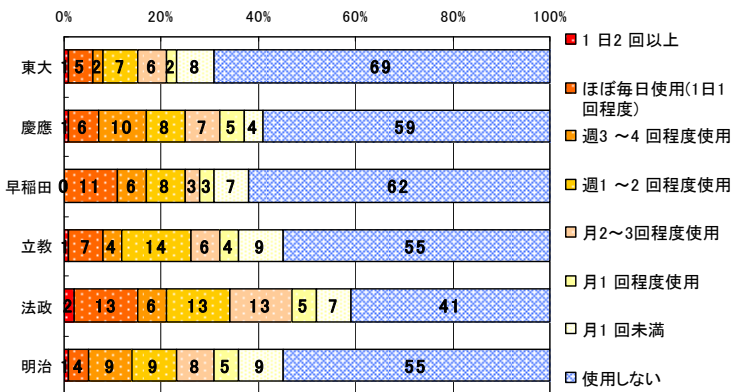 0% 20% 40% 60% 80% 100%
東大 1 5 2 7 6 2 8 69
慶應 1 6 10 8 7 5 4 59
早稲田 0 11 6 8 3 3 7 62
立教 1 7 4 14 6 4 9 55
法政 2 13 6 13 13 5 7 41
明治 1 4 9 9 8 5 9 55
1 日2 回以上
ほぼ毎日使用(1日1
回程度)
週3 ～4 回程度使用
週1 ～2 回程度使用
月2～3回程度使用
月1 回程度使用
月1 回未満
使用しない